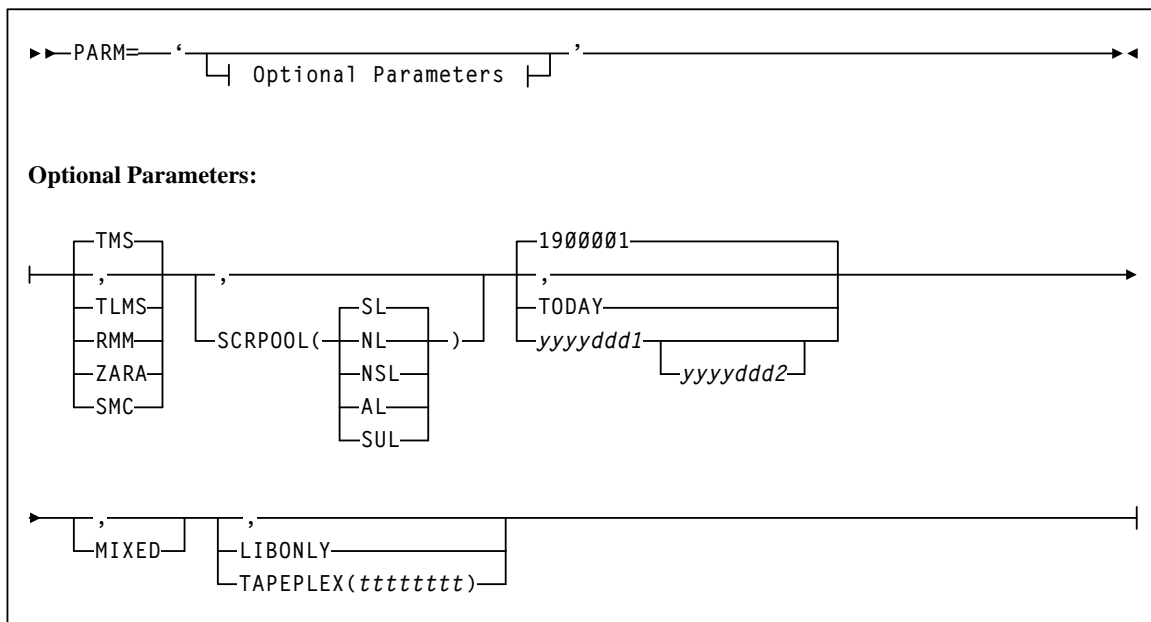 PARM= ‘ ’
Optional Parameters
Optional Parameters:
TMS 19ØØØØ1
, , ,
TLMS SL TODAY
RMM SCRPOOL( NL ) yyyyddd1
ZARA NSL yyyyddd2
SMC AL
SUL
, ,
MIXED LIBONLY
TAPEPLEX(tttttttt)